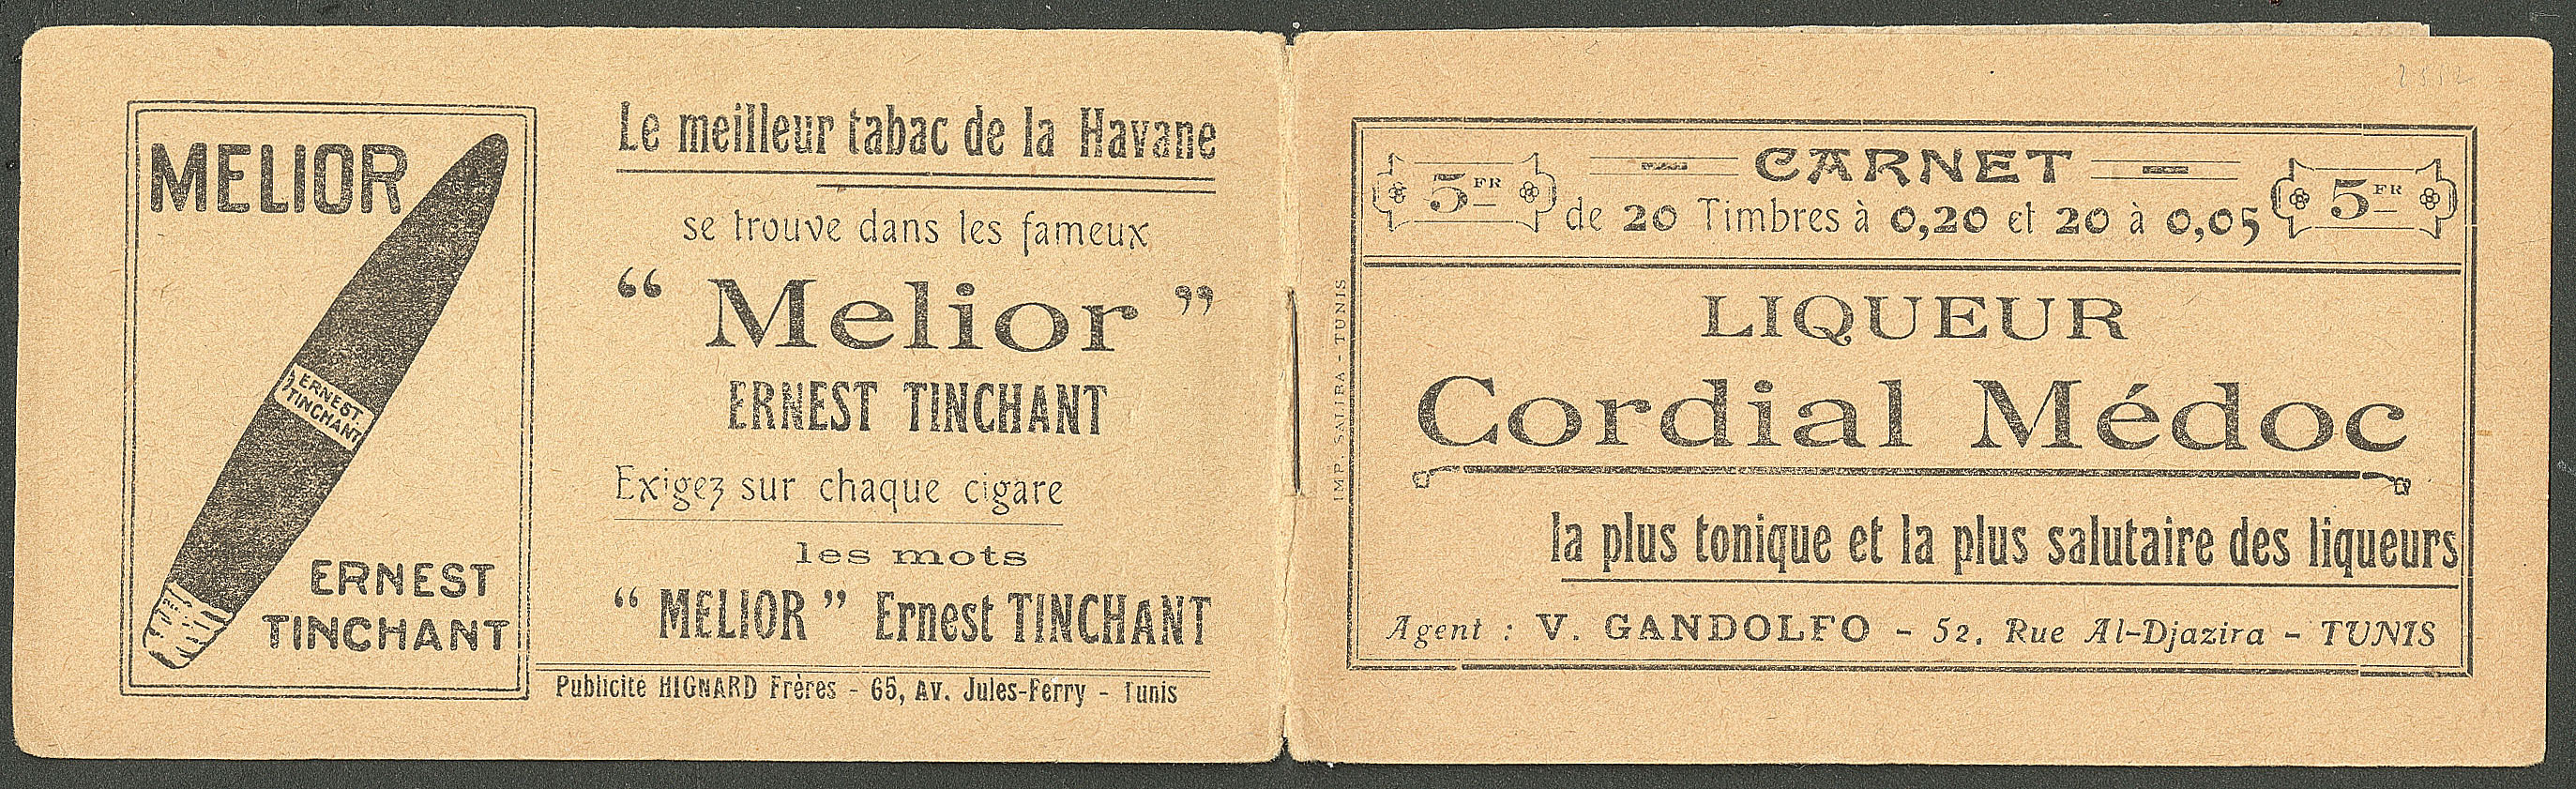 MELIOR
ERNEST
TINCHANT
ERNEST
TINCHANT
Le meilleur tabac de la Havane
se trouve dans les fameux
“ Melior ”
ERNEST TINCHANT
Exigez sur chaque cigare
les mots
“ MELIOR ” Ernest TINCHANT
Publicité HIGNARD Frères - 65, Av. Jules-Ferry - Tunis
IMP. SALIBA - TUNIS
5 FR
CARNET
5 FR
de 20 Timbres à 0,20 et 20 à 0,05
LIQUEUR
Cordial Médoc
la plus tonique et la plus salutaire des liqueurs
Agent : V. GANDOLFO - 52, Rue Al-Djazira - TUNIS